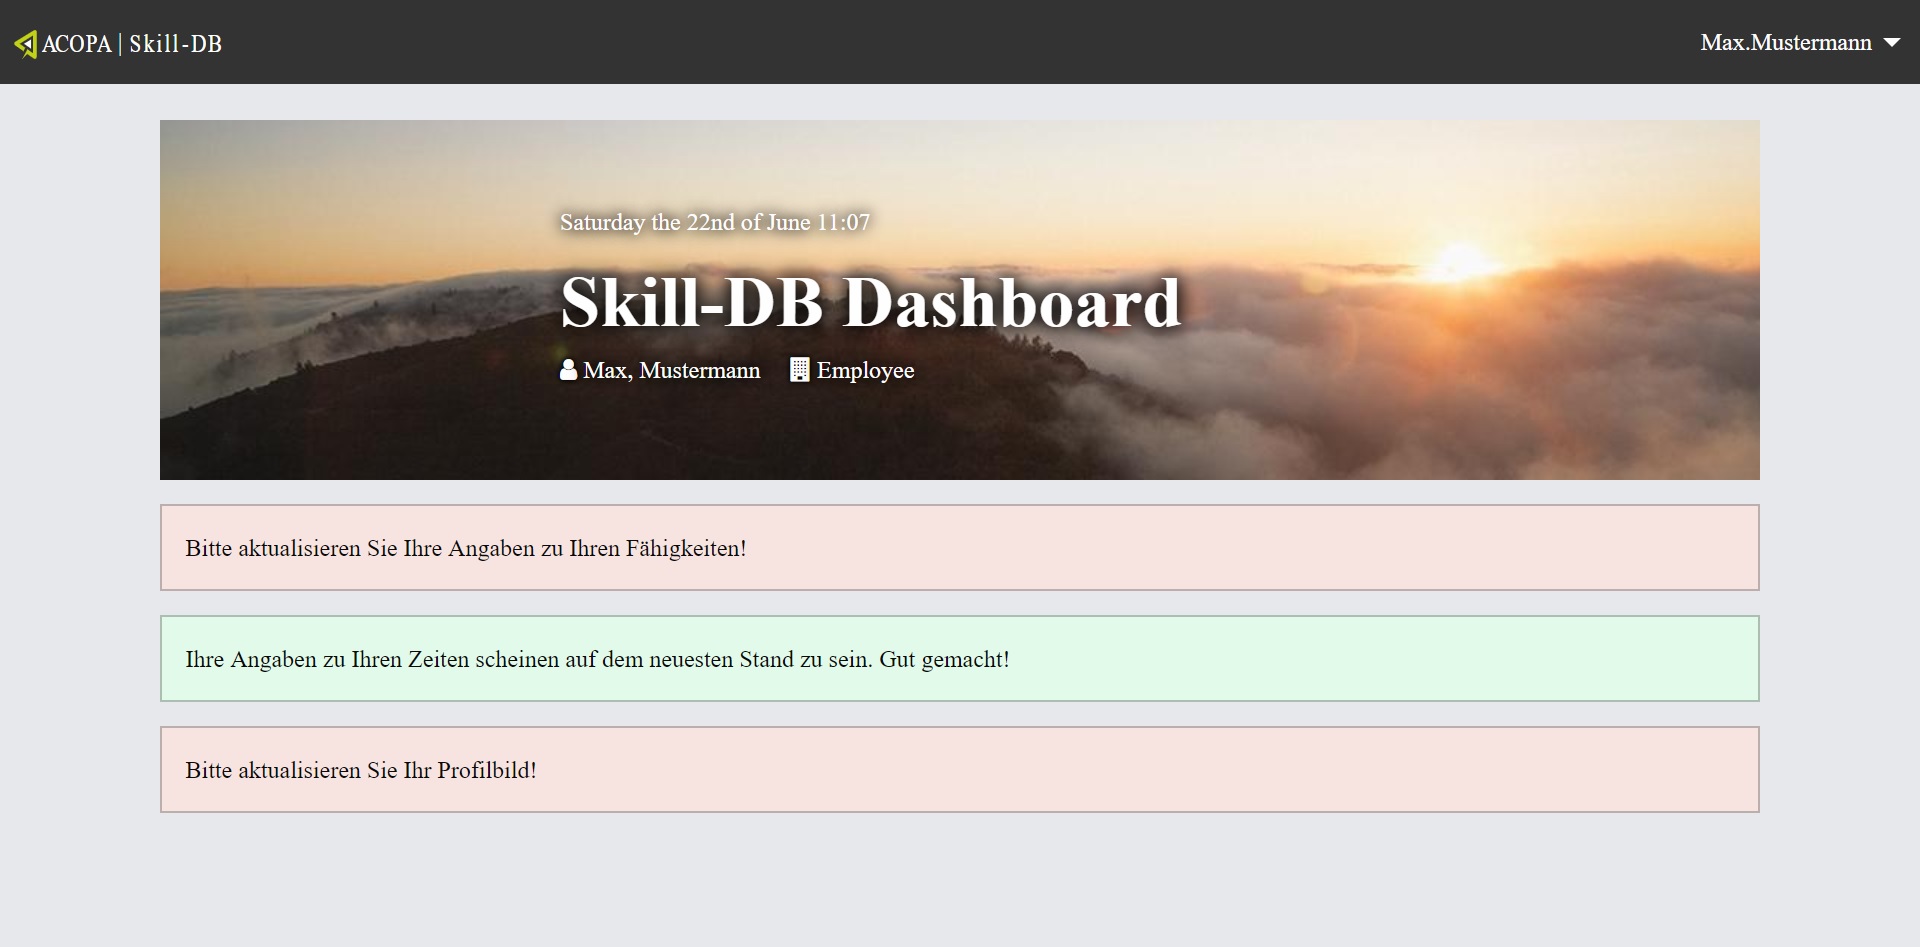 ACOPA | Skill-DB
Max.Mustermann
Saturday the 22nd of June 11:07
Skill-DB Dashboard
Max, Mustermann Employee
Bitte aktualisieren Sie Ihre Angaben zu Ihren Fähigkeiten!
Ihre Angaben zu Ihren Zeiten scheinen auf dem neuesten Stand zu sein. Gut gemacht!
Bitte aktualisieren Sie Ihr Profilbild!